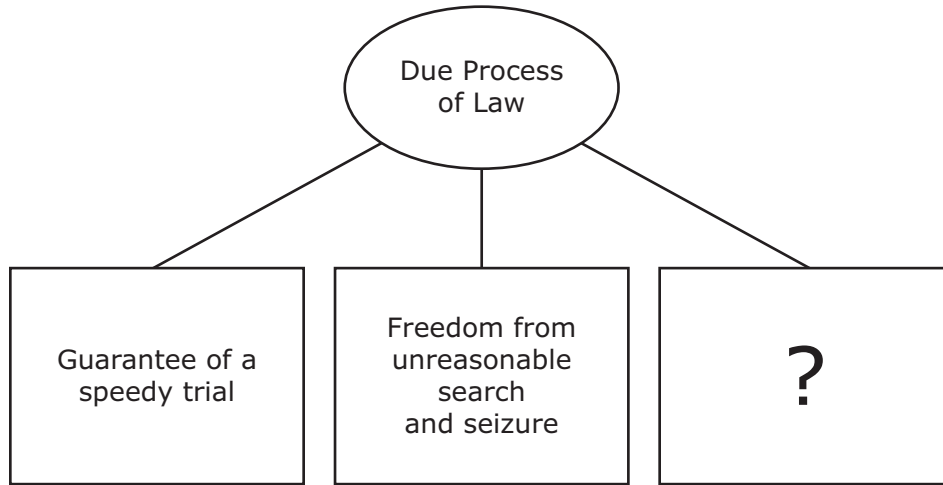 Due Process
of Law
Guarantee of a
speedy trial
Freedom from
unreasonable
search
and seizure
?